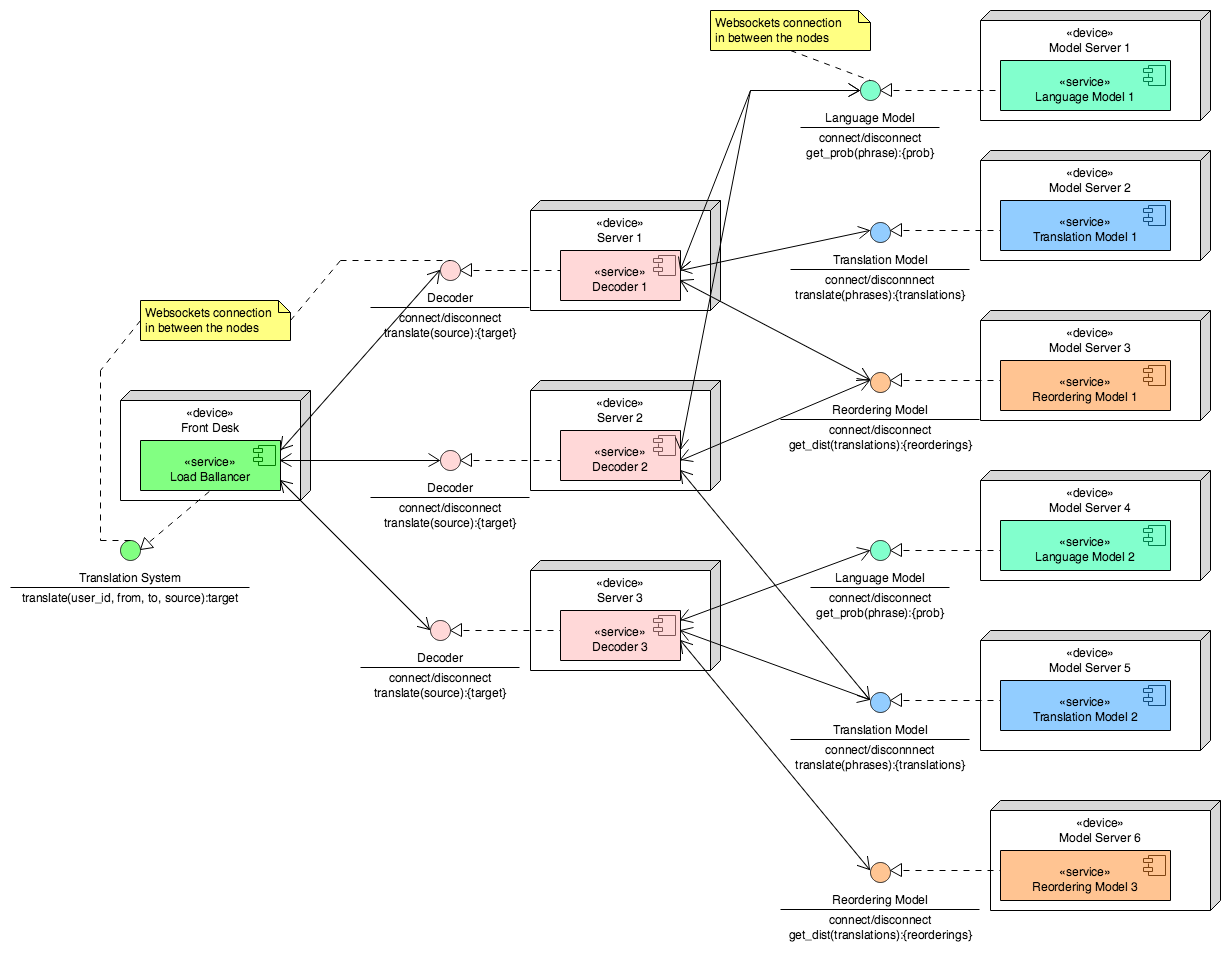 Websockets connection
in between the nodes
«device»
Model Server 1
«service»
Language Model 1
Language Model
connect/disconnect
get_prob(phrase):{prob}
«device»
Model Server 2
«service»
Translation Model 1
Translation Model
connect/disconnnect
translate(phrases):{translations}
«device»
Server 1
«service»
Decoder 1
Decoder
connect/disconnect
translate(source):{target}
Websockets connection
in between the nodes
«device»
Model Server 3
«service»
Reordering Model 1
Reordering Model
connect/disconnect
get_dist(translations):{reorderings}
«device»
Front Desk
«service»
Load Ballancer
«device»
Server 2
«service»
Decoder 2
Decoder
connect/disconnect
translate(source):{target}
«device»
Model Server 4
«service»
Language Model 2
Language Model
connect/disconnect
get_prob(phrase):{prob}
Translation System
translate(user_id, from, to, source):target
«device»
Server 3
«service»
Decoder 3
Decoder
connect/disconnect
translate(source):{target}
«device»
Model Server 5
«service»
Translation Model 2
Translation Model
connect/disconnnect
translate(phrases):{translations}
«device»
Model Server 6
«service»
Reordering Model 3
Reordering Model
connect/disconnect
get_dist(translations):{reorderings}